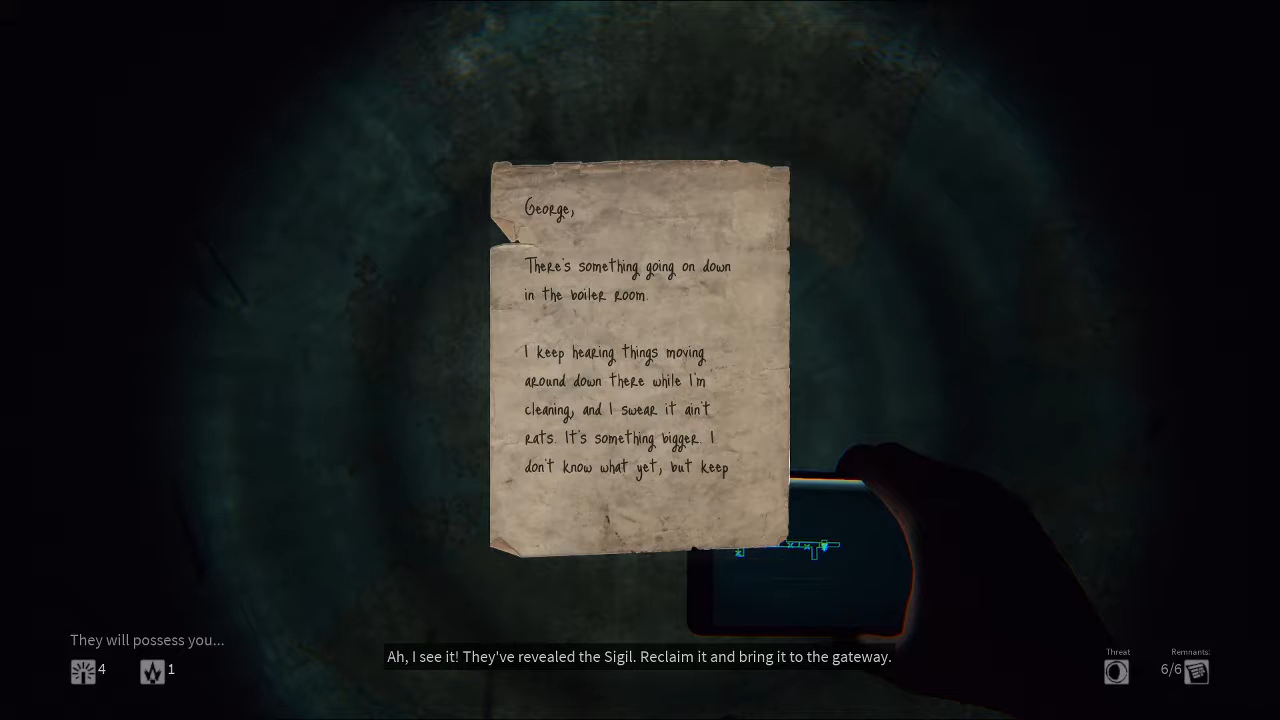 George,
There's something going on down
in the boiler room.
I keep hearing things moving
around down there while I'm
cleaning, and I swear it ain't
rats. It's something bigger. I
don't know what yet, but keep
They will possess you...
4
1
Ah, I see it! They've revealed the Sigil. Reclaim it and bring it to the gateway.
Threat
Remnants:
6/6